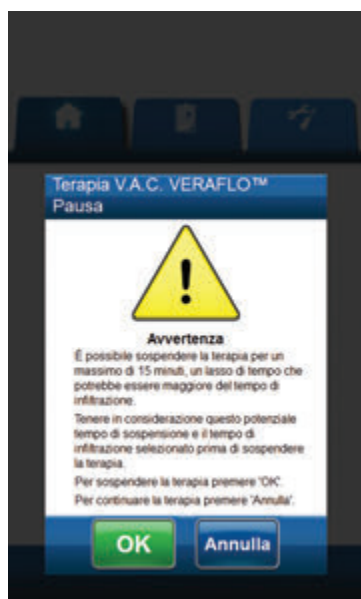 Terapia V.A.C. VERAFLO™
Pausa
Avvertenza
É possibile sospendere la terapia per un
massimo di 15 minuti, un lasso di tempo che
potrebbe essere maggiore del tempo di
infiltrazione.
Tenere in considerazione questo potenziale
tempo di sospensione e il tempo di
infiltrazione selezionato prima di sospendere
la terapia.
Per sospendere la terapia premere 'OK'.
Per continuare la terapia premere 'Annulla'.
OK
Annulla